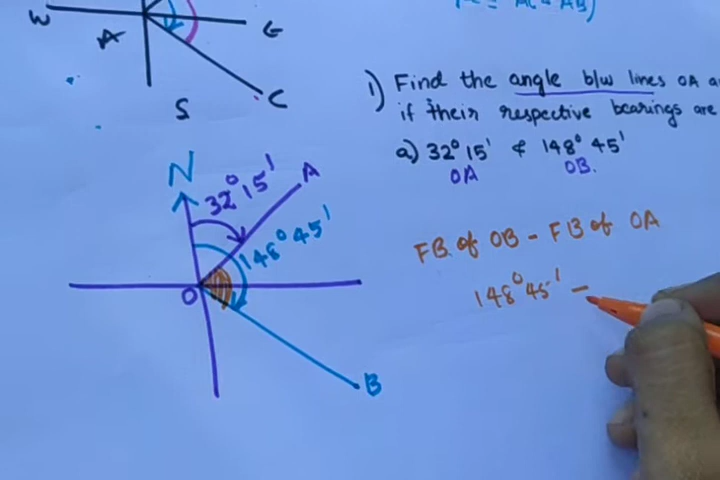 W
E
A
S
C
1) Find the angle b/w lines OA
if their respective bearings are
a) 32° 15' & 148° 45'
OA OB.
N
32° 15'
A
148° 45'
O
B
FB of OB - FB of OA
148° 45' -